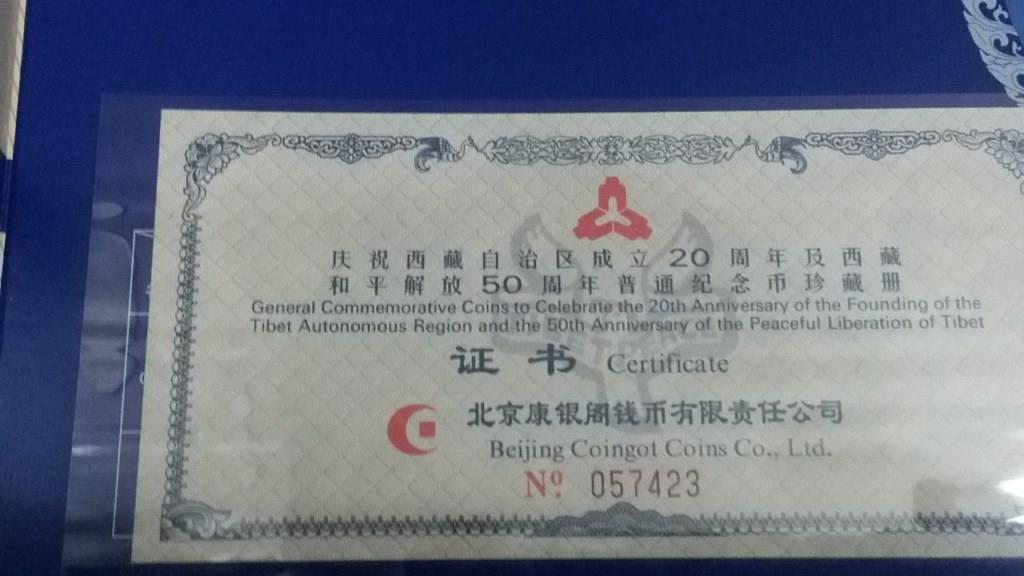 庆祝西藏自治区成立20周年及西藏
和平解放50周年普通纪念币珍藏册
General Commemorative Coins to Celebrate the 20th Anniversary of the Founding of the
Tibet Autonomous Region and the 50th Anniversary of the Peaceful Liberation of Tibet
证书 Certificate
北京康银阁钱币有限责任公司
Beijing Coingot Coins Co., Ltd.
Nº 057423